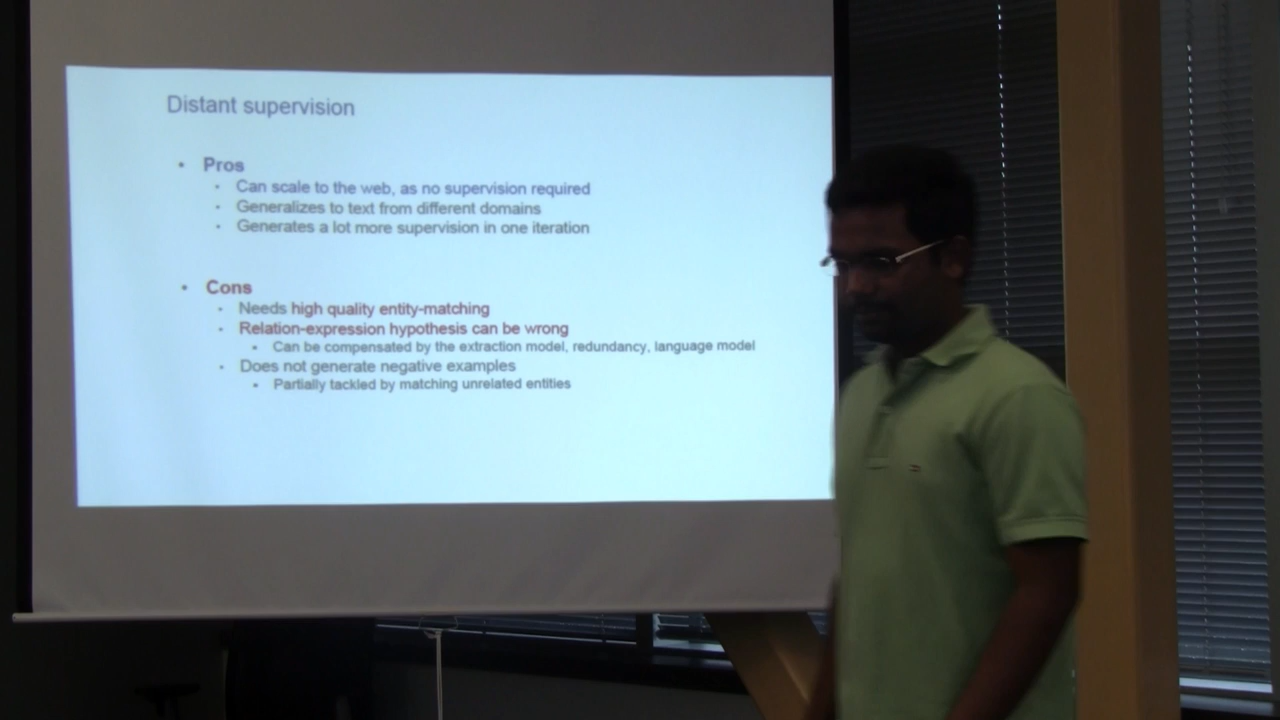 Distant supervision
• Pros
• Can scale to the web, as no supervision required
• Generalizes to text from different domains
• Generates a lot more supervision in one iteration
• Cons
• Needs high quality entity-matching
• Relation-expression hypothesis can be wrong
• Can be compensated by the extraction model, redundancy, language model
• Does not generate negative examples
• Partially tackled by matching unrelated entities